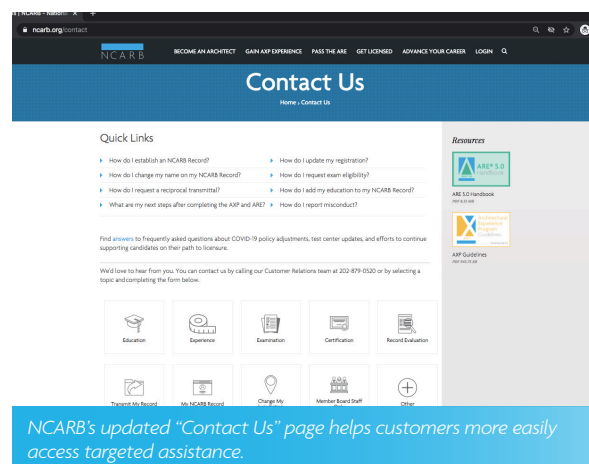 s | NCARB - Nation X +
ncarb.org/contact
NCARB
BECOME AN ARCHITECT GAIN AXP EXPERIENCE PASS THE ARE GET LICENSED ADVANCE YOUR CAREER LOGIN
Contact Us
Home › Contact Us
Quick Links
Resources
How do I establish an NCARB Record? How do I update my registration?
How do I change my name on my NCARB Record? How do I request exam eligibility?
How do I request a reciprocal transmittal? How do I add my education to my NCARB Record?
What are my next steps after completing the AXP and ARE? How do I report misconduct?
ARE® 5.0
Handbook
ARE 5.0 Handbook
Architectural
Experience
Program
Guidelines
AXP Guidelines
Find answers to frequently asked questions about COVID-19 policy adjustments, test center updates, and efforts to continue
supporting candidates on their path to licensure.
We'd love to hear from you. You can contact us by calling our Customer Relations team at 202-879-0520 or by selecting a
topic and completing the form below.
Education Experience Examination Certification Record Evaluation
Transmit My Record My NCARB Record Change My Member Board Staff Other
NCARB's updated “Contact Us” page helps customers more easily
access targeted assistance.